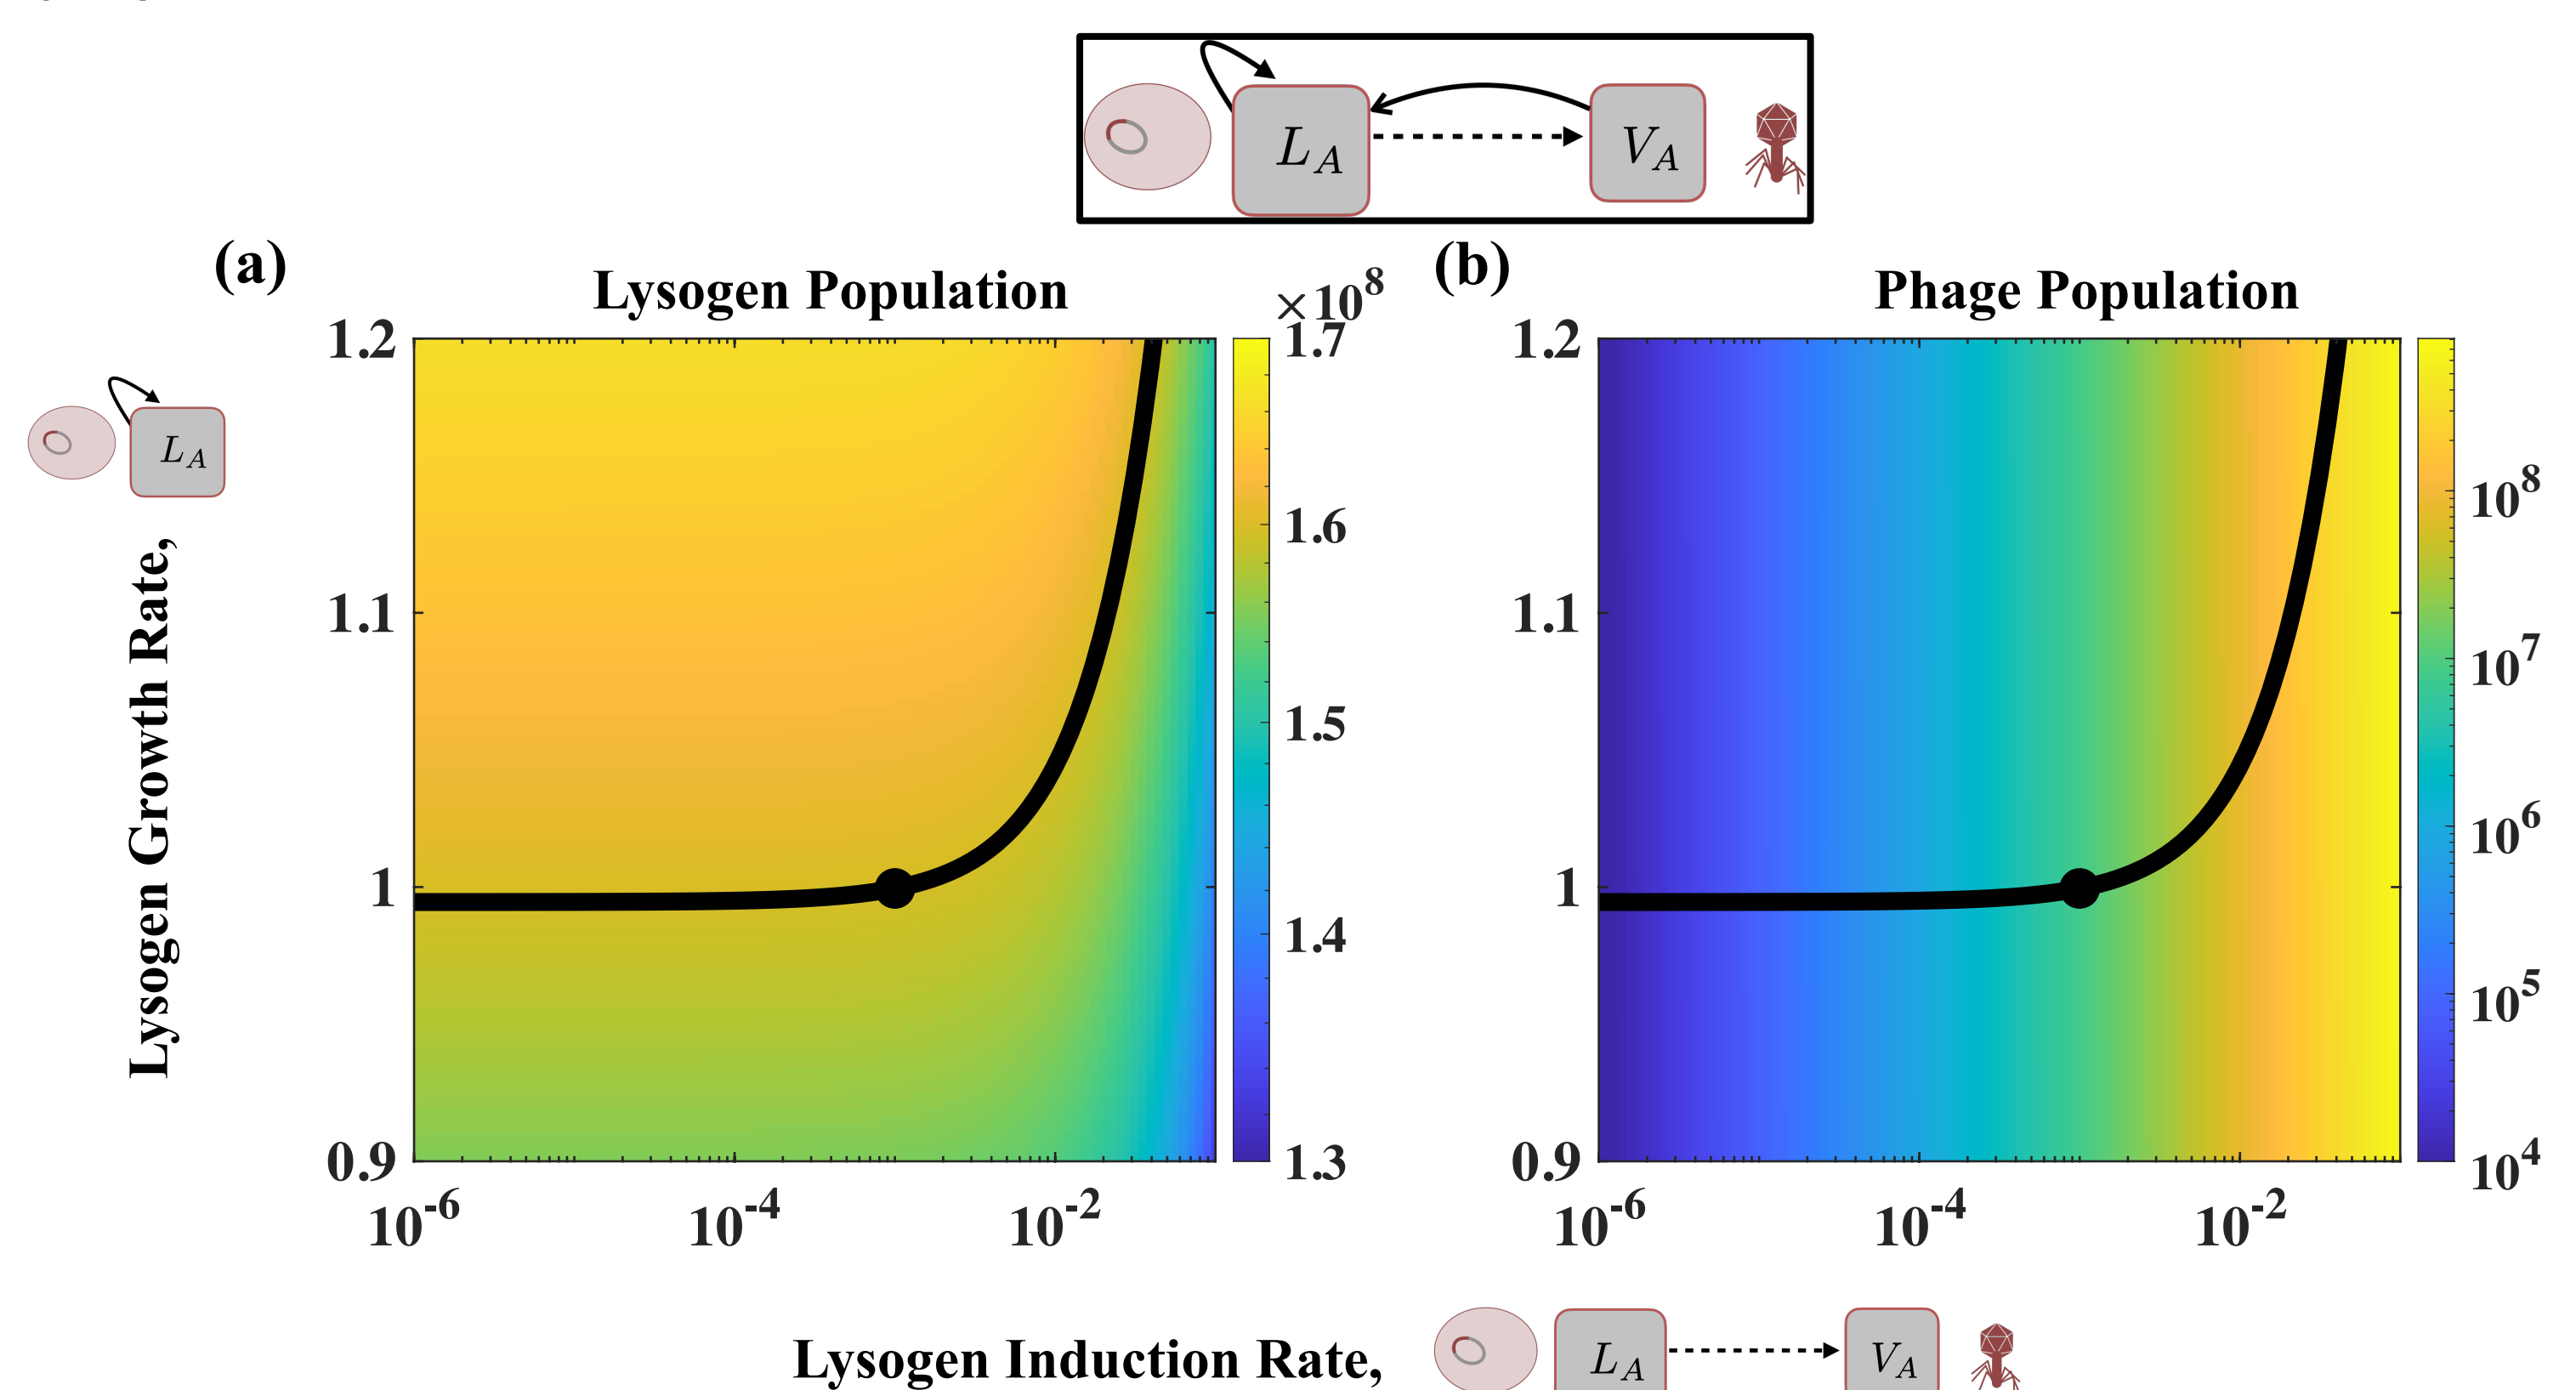 L_A
V_A
(a)
Lysogen Population
×10^8
(b)
Phage Population
1.2
1.1
1
0.9
1.7
1.6
1.5
1.4
1.3
1.2
1.1
1
0.9
10^8
10^7
10^6
10^5
10^4
L_A
Lysogen Growth Rate,
10^-6
10^-4
10^-2
10^-6
10^-4
10^-2
Lysogen Induction Rate,
L_A
V_A